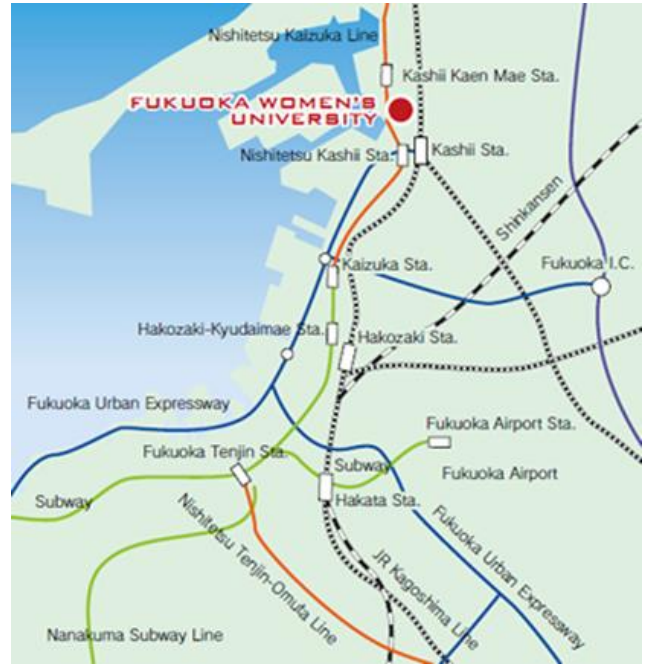 Nishitetsu Kaizuka Line
Kashii Kaen Mae Sta.
FUKUOKA WOMEN'S
UNIVERSITY
Nishitetsu Kashii Sta.
Kashii Sta.
Shinkansen
Kaizuka Sta.
Fukuoka I.C.
Hakozaki-Kyudaimae Sta.
Hakozaki Sta.
Fukuoka Urban Expressway
Fukuoka Airport Sta.
Fukuoka Tenjin Sta.
Subway
Fukuoka Airport
Subway
Hakata Sta.
Nishitetsu Tenjin-Omuta Line
JR Kagoshima Line
Fukuoka Urban Expressway
Nanakuma Subway Line